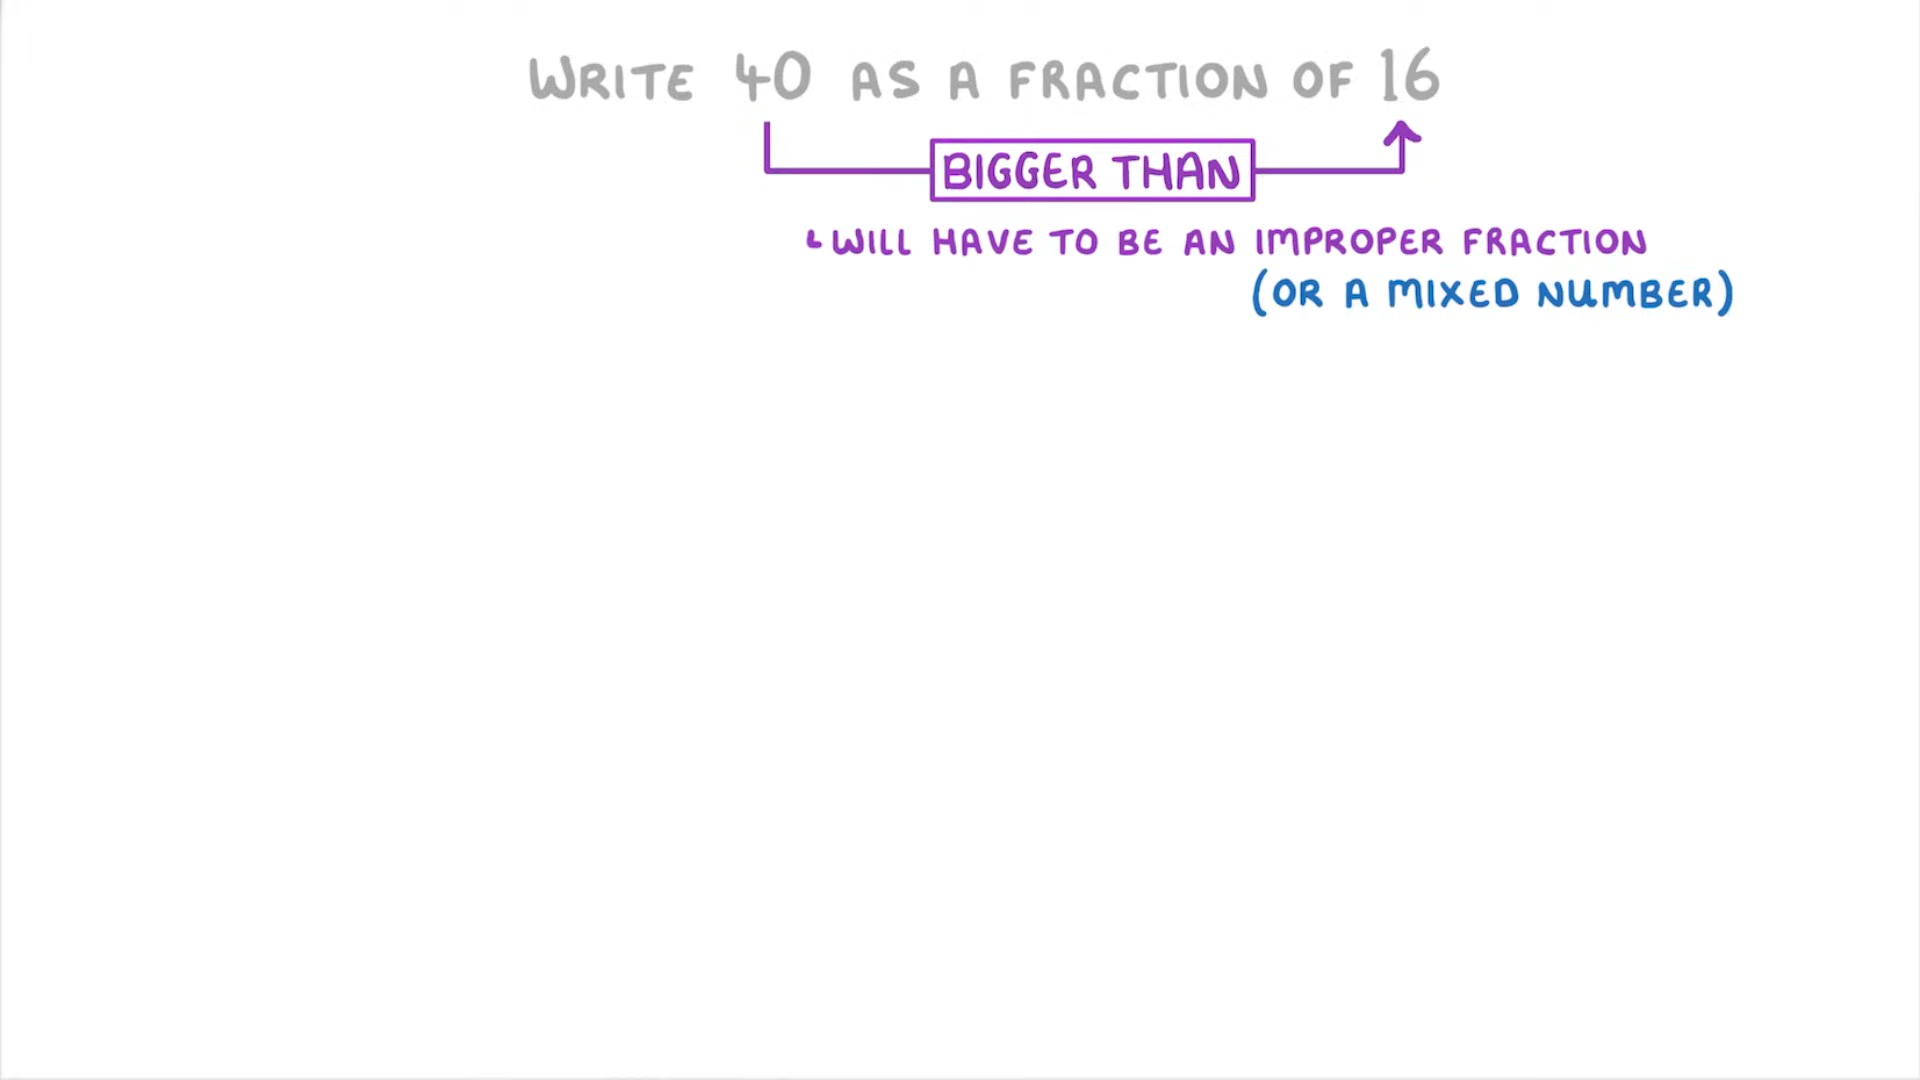 WRITE 40 AS A FRACTION OF 16
BIGGER THAN
WILL HAVE TO BE AN IMPROPER FRACTION
(OR A MIXED NUMBER)